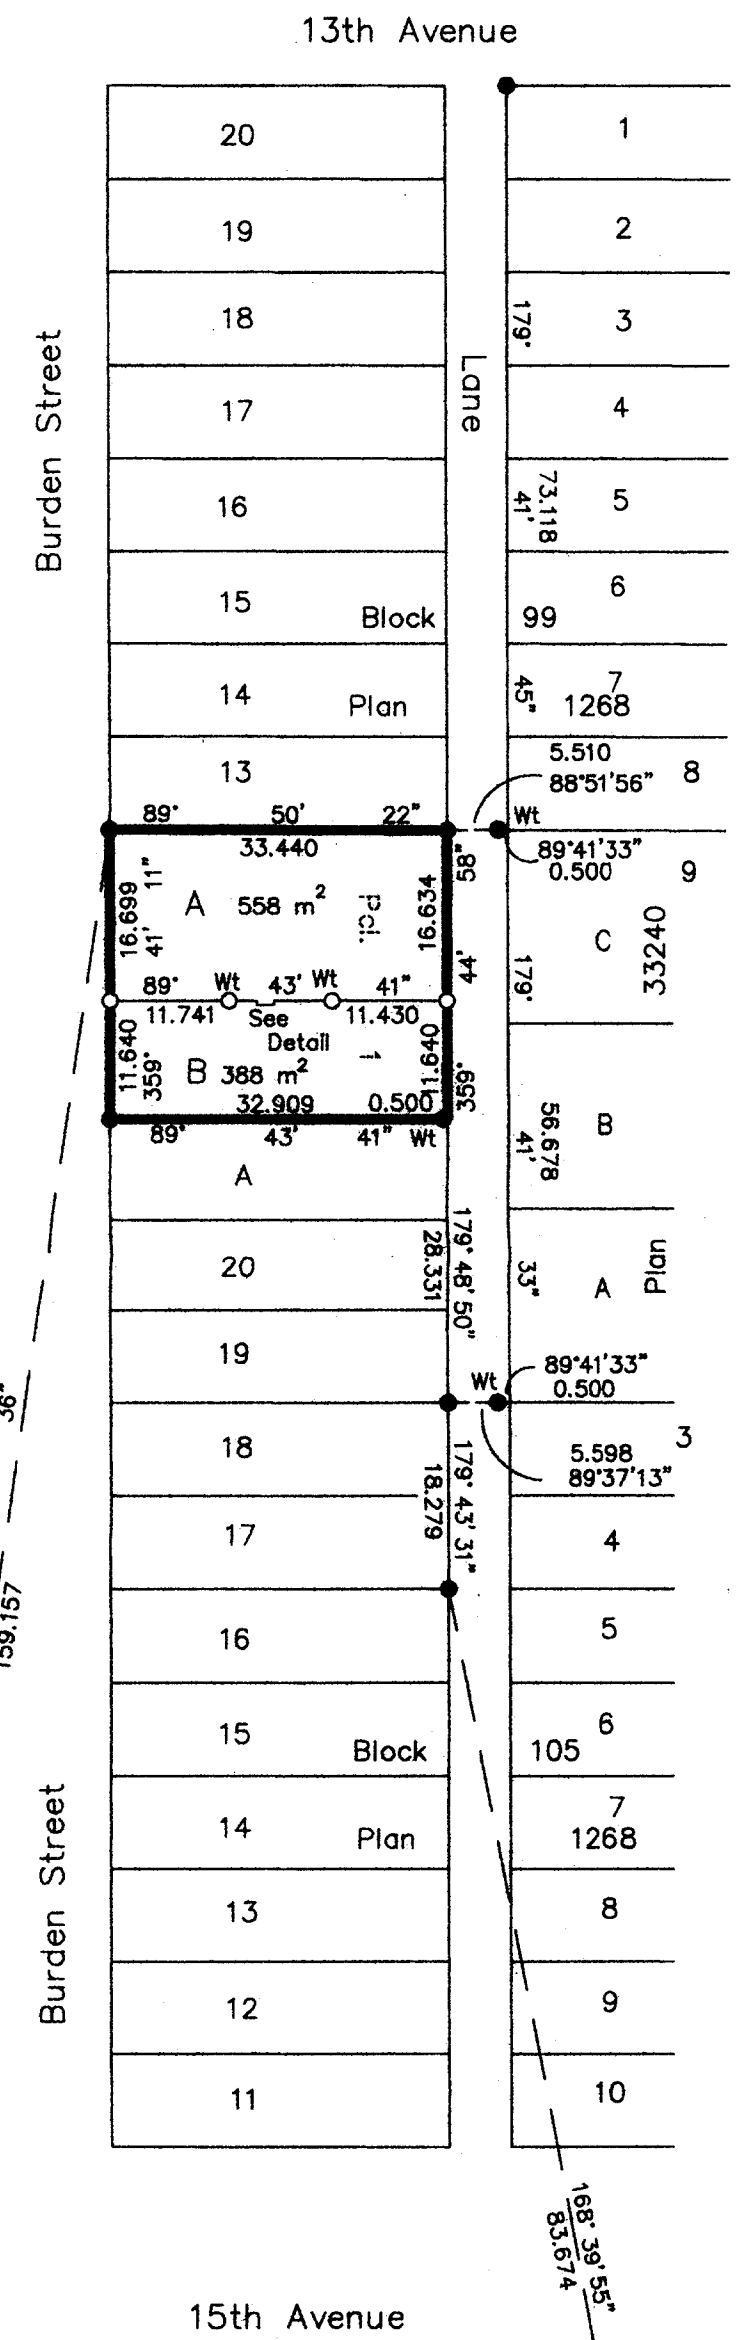 13th Avenue
20
1
19
2
18
179°
3
Burden Street
Lane
17
4
16
73.118
41'
5
15
6
Block
99
14
45"
7
Plan
1268
13
5.510
88°51'56"
8
89° 50' 22"
Wt
33.440
89°41'33"
0.500
9
16.699
41' 11"
A 558 m²
Pcl.
16.634
58"
C
33240
44'
179°
89° Wt 43' Wt 41"
11.741
See
Detail
11.430
11.640
359°
B 388 m²
1
11.640
359°
32.909
0.500
89° 43' 41" Wt
56.678
41'
B
A
179° 48' 50"
28.331
33"
A
Plan
20
19
89°41'33"
0.500
Wt
36"
18
3
5.598
89°37'13"
179° 43' 31"
18.279
17
4
159.157
16
5
15
6
Block
105
Burden Street
14
7
Plan
1268
13
8
12
9
11
10
168° 39' 55"
83.674
15th Avenue